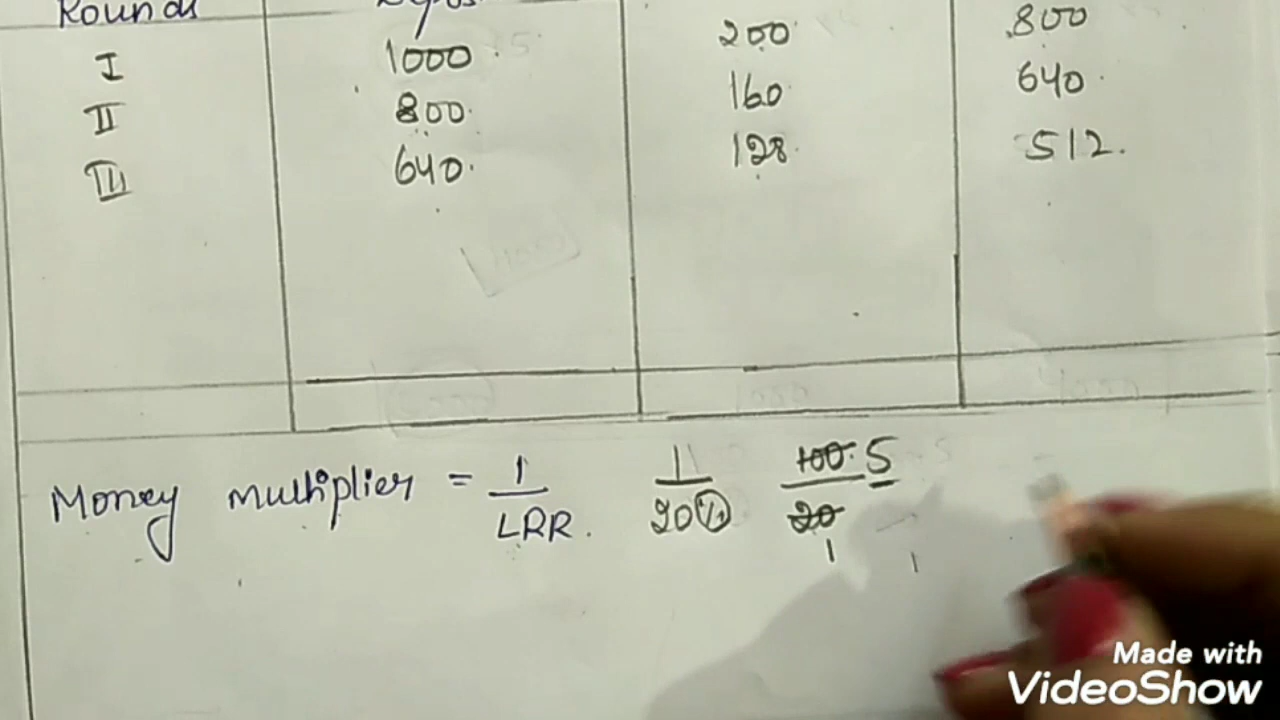 Rounds
I 1000 200 800
II 800 160 640
III 640 128 512
Money multiplier = 1/LRR 1/20% 100/20 5
1
Made with
VideoShow